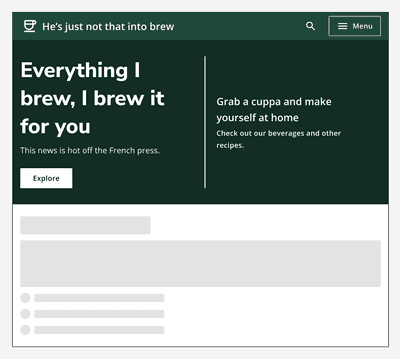 He's just not that into brew
Menu
Everything I
brew, I brew it
for you
This news is hot off the French press.
Explore
Grab a cuppa and make
yourself at home
Check out our beverages and other
recipes.